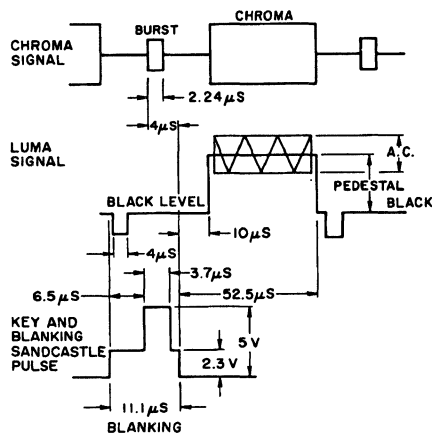 CHROMA
BURST
CHROMA
SIGNAL
2.24µS
4µS
LUMA
SIGNAL
A.C.
PEDESTAL
BLACK LEVEL
BLACK
10µS
4µS
3.7µS
6.5µS
52.5µS
KEY AND
BLANKING
SANDCASTLE
PULSE
5V
2.3V
11.1µS
BLANKING